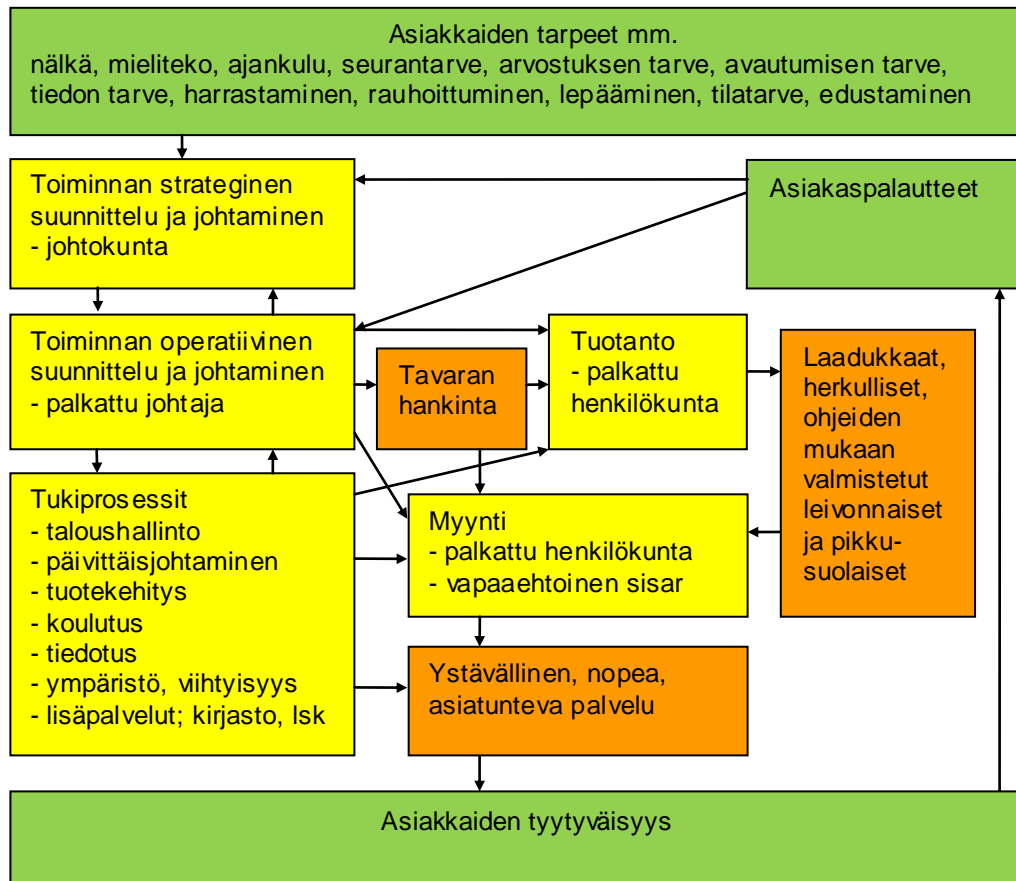 Asiakkaiden tarpeet mm.
nälkä, mieliteko, ajankulu, seurantarve, arvostuksen tarve, avautumisen tarve,
tiedon tarve, harrastaminen, rauhoittuminen, lepääminen, tilatarve, edustaminen
Toiminnan strateginen
suunnittelu ja johtaminen
- johtokunta
Asiakaspalautteet
Toiminnan operatiivinen
suunnittelu ja johtaminen
- palkattu johtaja
Tavaran
hankinta
Tuotanto
- palkattu
henkilökunta
Laadukkaat,
herkulliset,
ohjeiden
mukaan
valmistetut
leivonnaiset
ja pikku-
suolaiset
Tukiprosessit
- taloushallinto
- päivittäisjohtaminen
- tuotekehitys
- koulutus
- tiedotus
- ympäristö, viihtyisyys
- lisäpalvelut; kirjasto, lsk
Myynti
- palkattu henkilökunta
- vapaaehtoinen sisar
Ystävällinen, nopea,
asiatunteva palvelu
Asiakkaiden tyytyväisyys